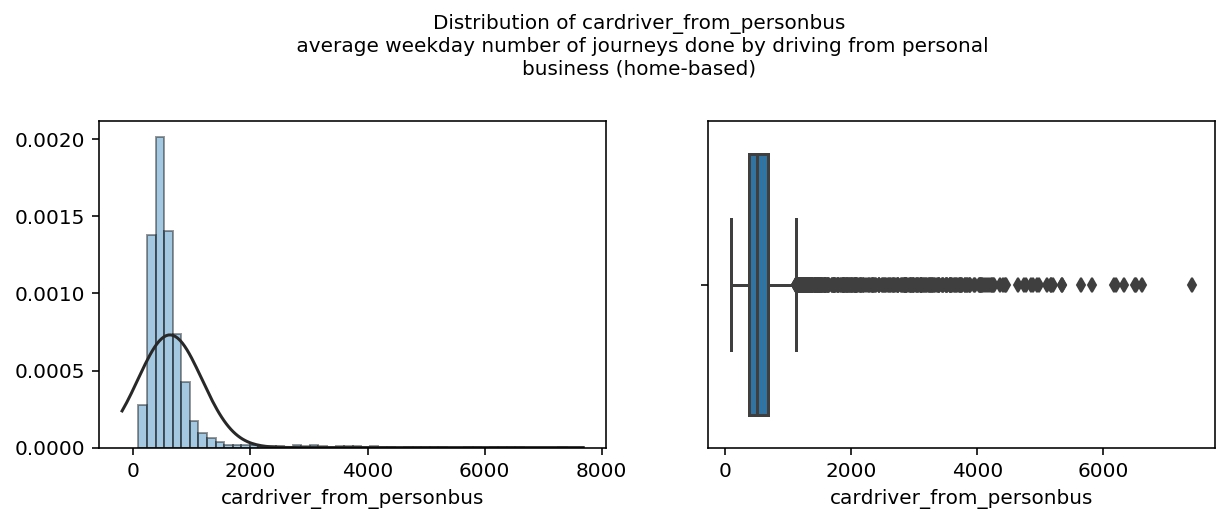 Distribution of cardriver_from_personbus
average weekday number of journeys done by driving from personal
business (home-based)
0.0020
0.0015
0.0010
0.0005
0.0000
0 2000 4000 6000 8000
cardriver_from_personbus
0 2000 4000 6000
cardriver_from_personbus